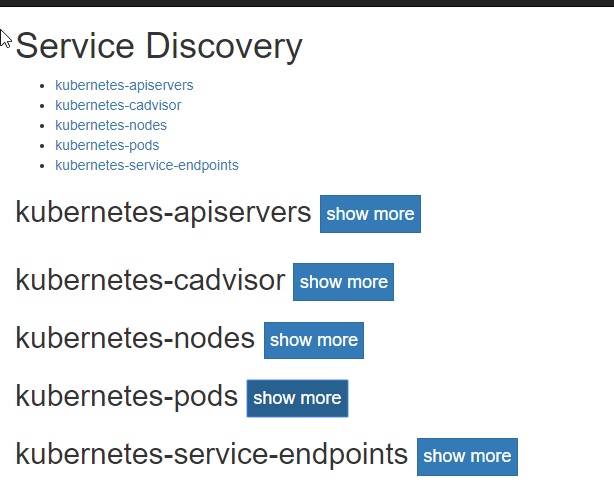 Service Discovery
kubernetes-apiservers
kubernetes-cadvisor
kubernetes-nodes
kubernetes-pods
kubernetes-service-endpoints
kubernetes-apiservers show more
kubernetes-cadvisor show more
kubernetes-nodes show more
kubernetes-pods show more
kubernetes-service-endpoints show more